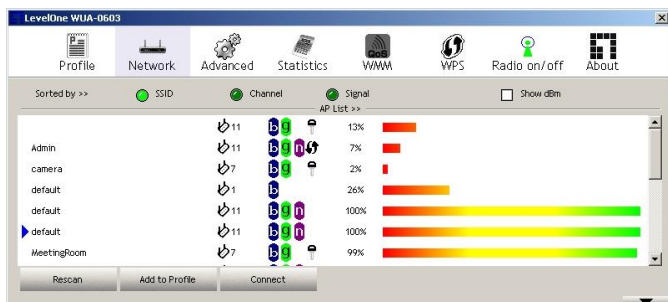 LevelOne WUA-0603 X
Profile Network Advanced Statistics QoS WMM WPS Radio on/off About
Sorted by >> SSID Channel Signal Show dBm
AP List >>
11 b g 13%
Admin 11 b g n 7%
camera 7 b g 2%
default 1 b 26%
default 11 b g n 100%
default 11 b g n 100%
MeetingRoom 7 b g 99%
Rescan Add to Profile Connect